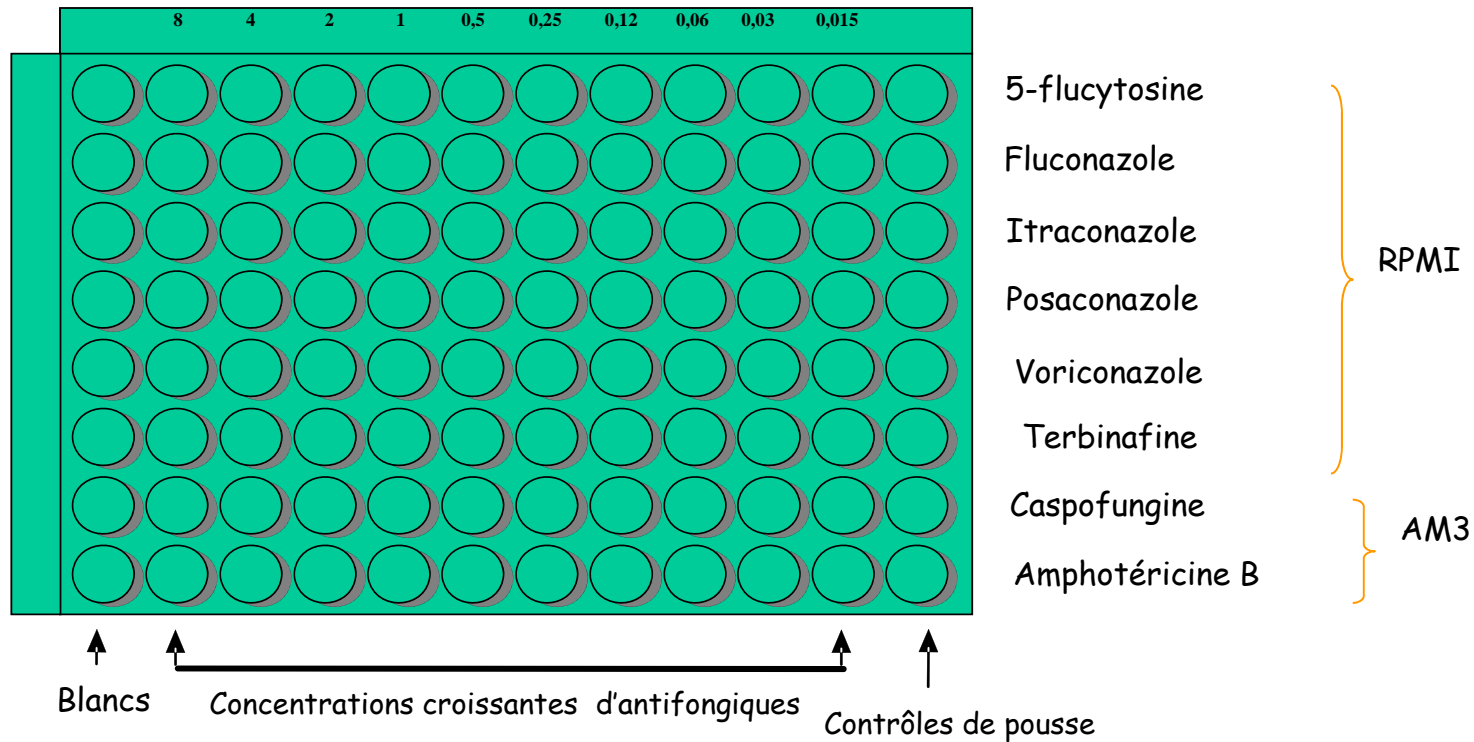 8 4 2 1 0,5 0,25 0,12 0,06 0,03 0,015
5-flucytosine
Fluconazole
Itraconazole
Posaconazole
Voriconazole
Terbinafine
RPMI
Caspofungine
Amphotéricine B
AM3
Blancs
Concentrations croissantes d'antifongiques
Contrôles de pousse